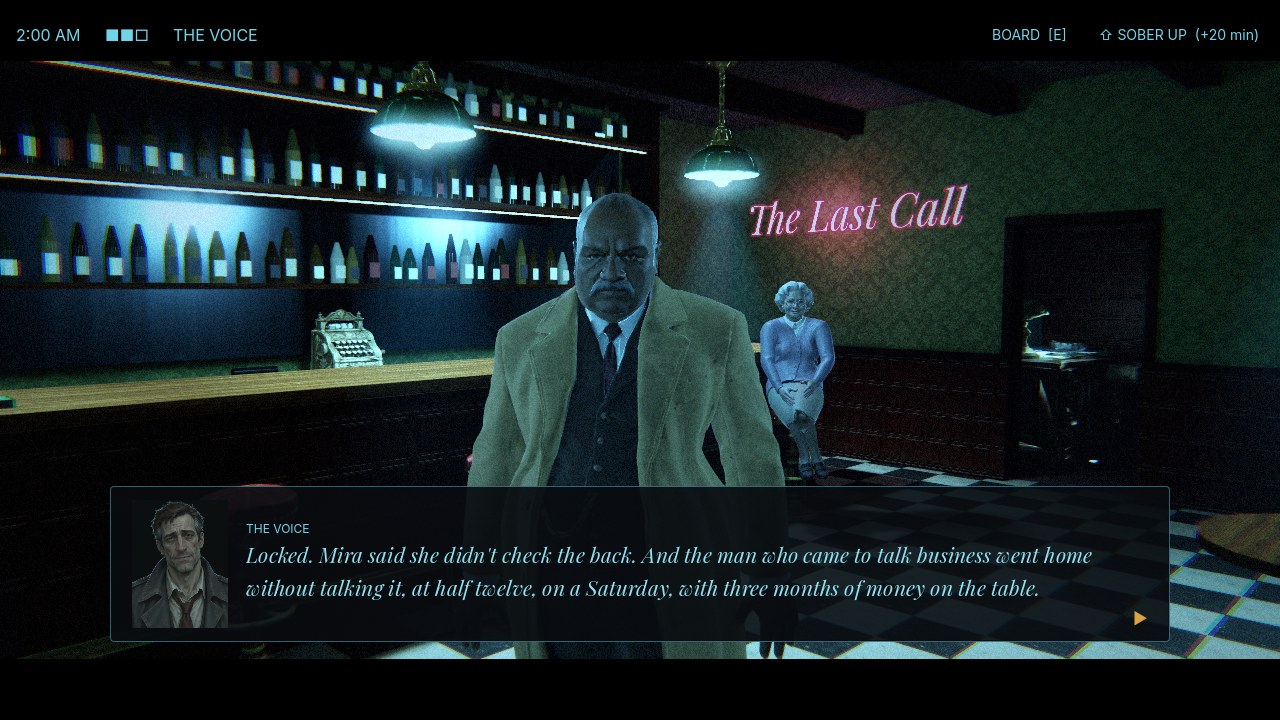 2:00 AM THE VOICE
BOARD [E] ⇧ SOBER UP (+20 min)
The Last Call
THE VOICE
Locked. Mira said she didn't check the back. And the man who came to talk business went home
without talking it, at half twelve, on a Saturday, with three months of money on the table.